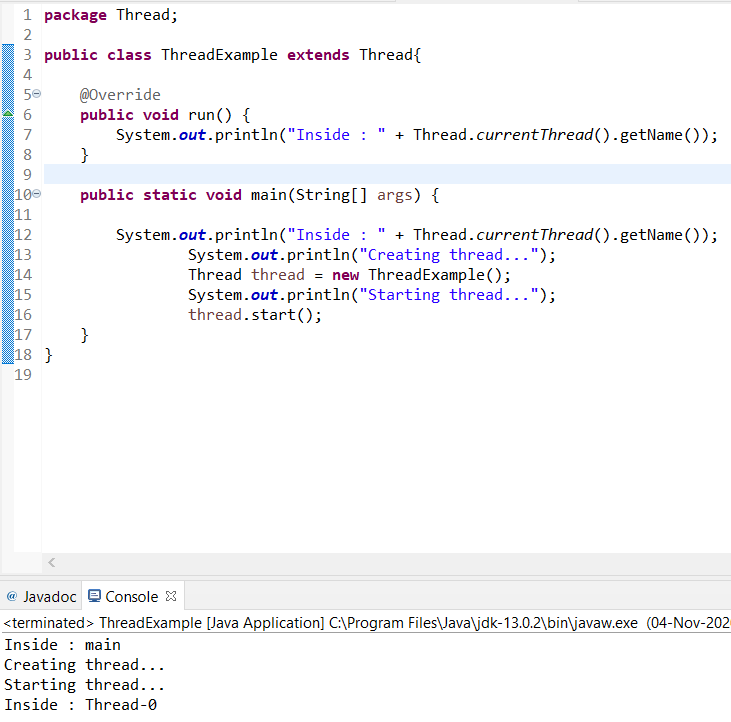 1 package Thread;
2
3 public class ThreadExample extends Thread{
4
5 @Override
6 public void run() {
7 System.out.println("Inside : " + Thread.currentThread().getName());
8 }
9
10 public static void main(String[] args) {
11
12 System.out.println("Inside : " + Thread.currentThread().getName());
13 System.out.println("Creating thread...");
14 Thread thread = new ThreadExample();
15 System.out.println("Starting thread...");
16 thread.start();
17 }
18 }
19
@ Javadoc Console
<terminated> ThreadExample [Java Application] C:\Program Files\Java\jdk-13.0.2\bin\javaw.exe (04-Nov-202
Inside : main
Creating thread...
Starting thread...
Inside : Thread-0